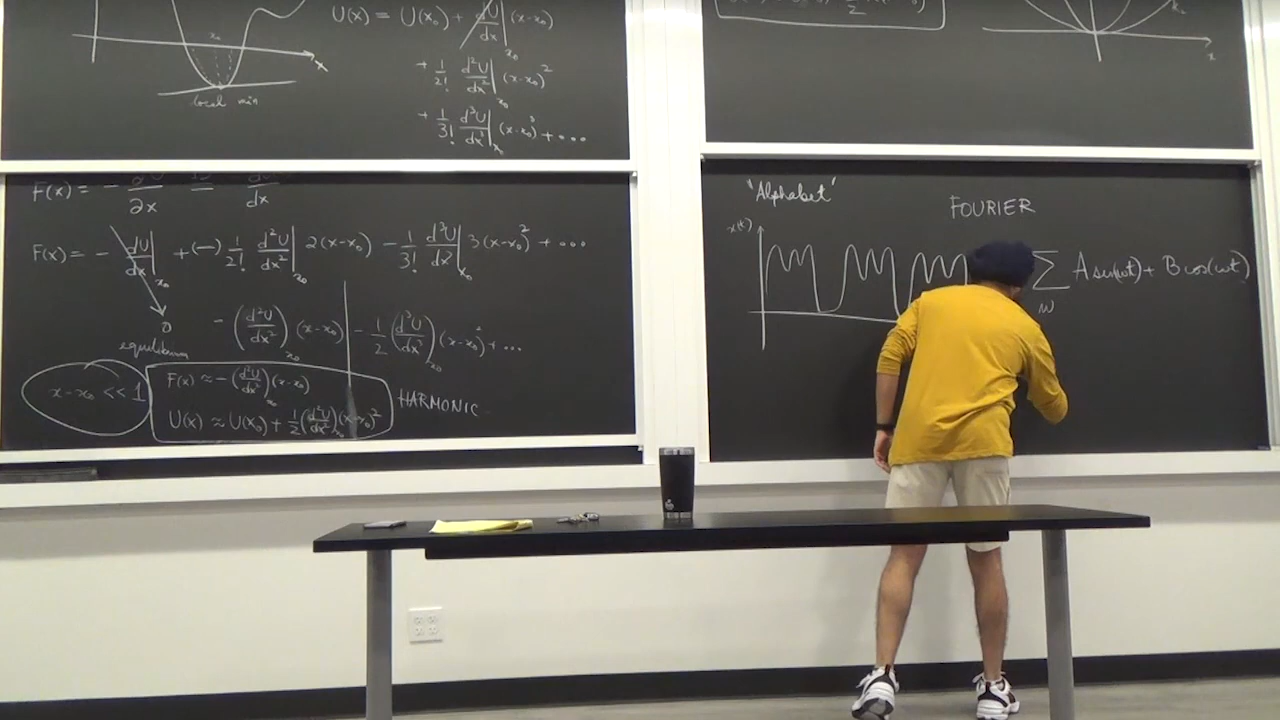 U(x) = U(x₀) + dU/dx|ₓ₀ (x-x₀)
+ 1/2! d²U/dx²|ₓ₀ (x-x₀)²
+ 1/3! d³U/dx³|ₓ₀ (x-x₀)³ + ...
x₀
x
local min
F(x) = - ∂U/∂x
F(x) = - dU/dx|ₓ₀ + (-) 1/2! d²U/dx²|ₓ₀ 2(x-x₀) - 1/3! d³U/dx³|ₓ₀ 3(x-x₀)² + ...
0
equilibrium
- (d²U/dx²)ₓ₀ (x-x₀) - 1/2 (d³U/dx³)ₓ₀ (x-x₀)² + ...
x-x₀ << 1
F(x) ≈ - (d²U/dx²)ₓ₀ (x-x₀)
U(x) ≈ U(x₀) + 1/2 (d²U/dx²)ₓ₀ (x-x₀)²
HARMONIC
x
"Alphabet"
FOURIER
x(t)
Σ A sin(ωt) + B cos(ωt)
ω